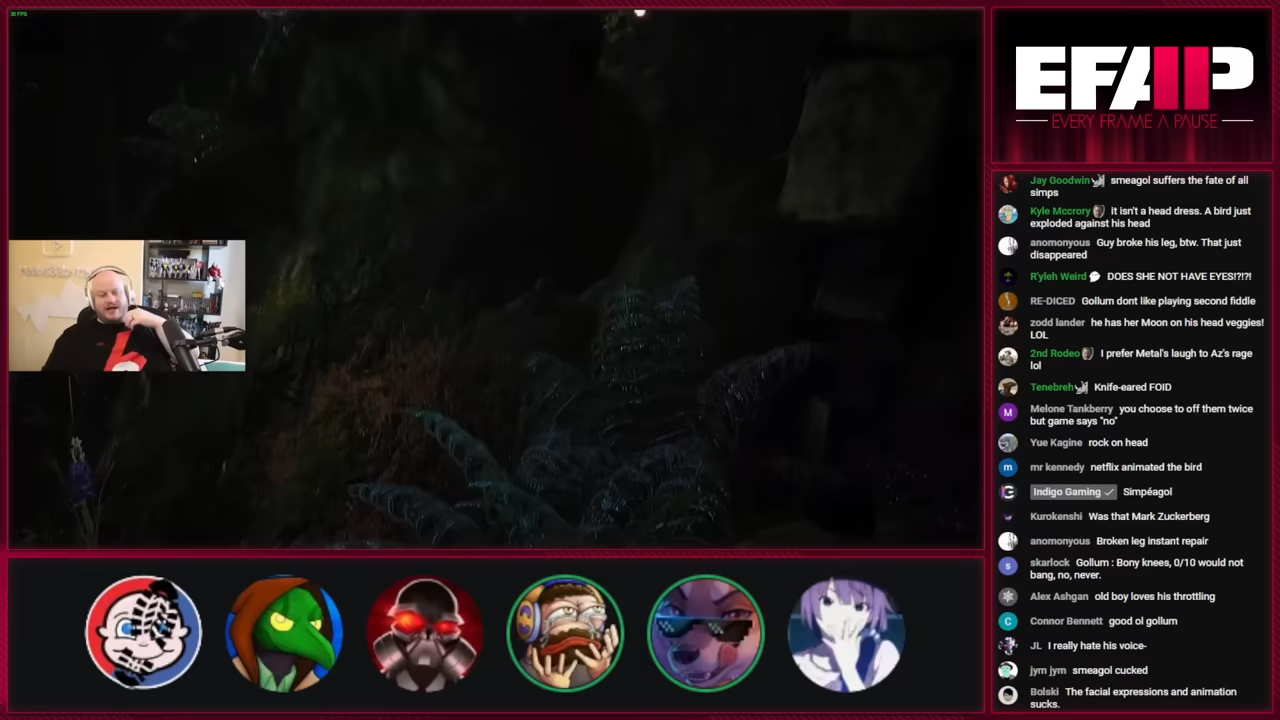 30 FPS
EFAP
EVERY FRAME A PAUSE
Jay Goodwin smeagol suffers the fate of all
simps
Kyle Mccrory it isn't a head dress. A bird just
exploded against his head
anomonyous Guy broke his leg, btw. That just
disappeared
R'yleh Weird DOES SHE NOT HAVE EYES!?!?!
RE-DICED Gollum dont like playing second fiddle
zodd lander he has her Moon on his head veggies!
LOL
2nd Rodeo I prefer Metal's laugh to Az's rage
lol
Tenebreh Knife-eared FOID
M
Melone Tankberry you choose to off them twice
but game says "no"
Yue Kagine rock on head
m
mr kennedy netflix animated the bird
Indigo Gaming Simpéagol
Kurokenshi Was that Mark Zuckerberg
anomonyous Broken leg instant repair
s
skarlock Gollum : Bony knees, 0/10 would not
bang, no, never.
Alex Ashgan old boy loves his throttling
C
Connor Bennett good ol gollum
JL I really hate his voice-
jym jym smeagol cucked
Bolski The facial expressions and animation
sucks.